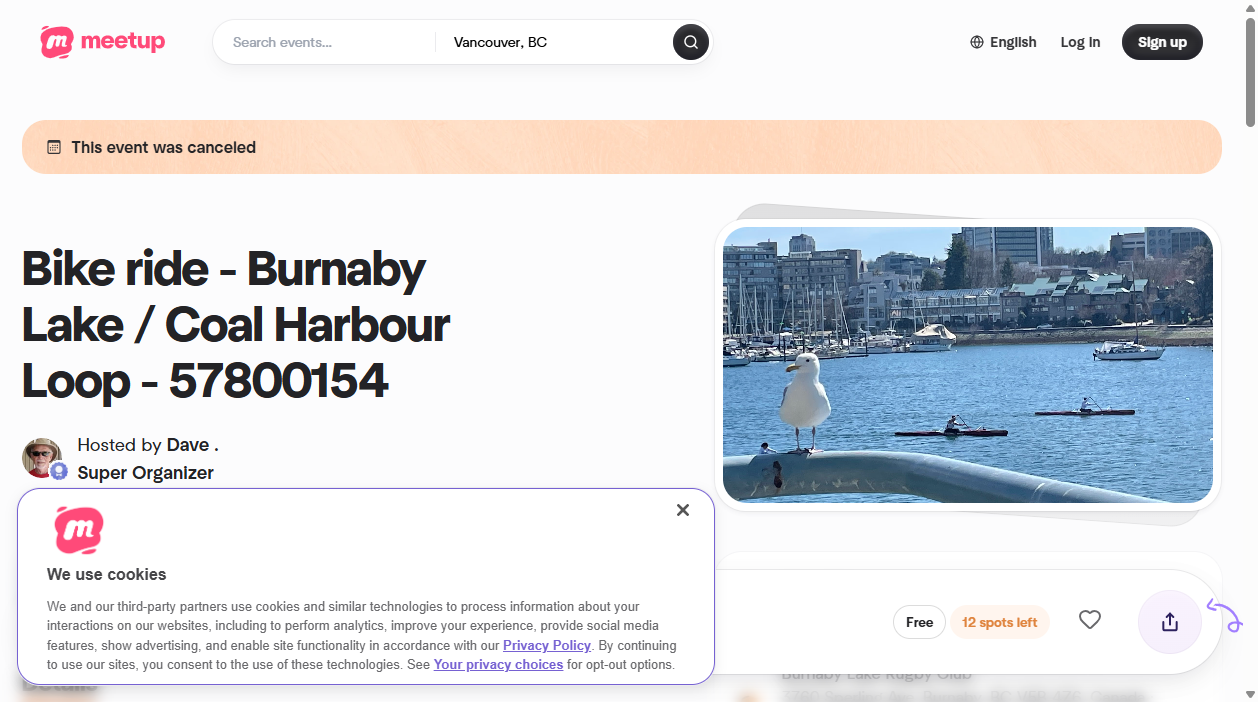 meetup
Search events...
Vancouver, BC
English
Log in
Sign up
This event was canceled
Bike ride - Burnaby
Lake / Coal Harbour
Loop - 57800154
Hosted by Dave .
Super Organizer
We use cookies
We and our third-party partners use cookies and similar technologies to process information about your
interactions on our websites, including to perform analytics, improve your experience, provide social media
features, show advertising, and enable site functionality in accordance with our Privacy Policy. By continuing
to use our sites, you consent to the use of these technologies. See Your privacy choices for opt-out options.
Free
12 spots left
Details
Burnaby Lake Rugby Club